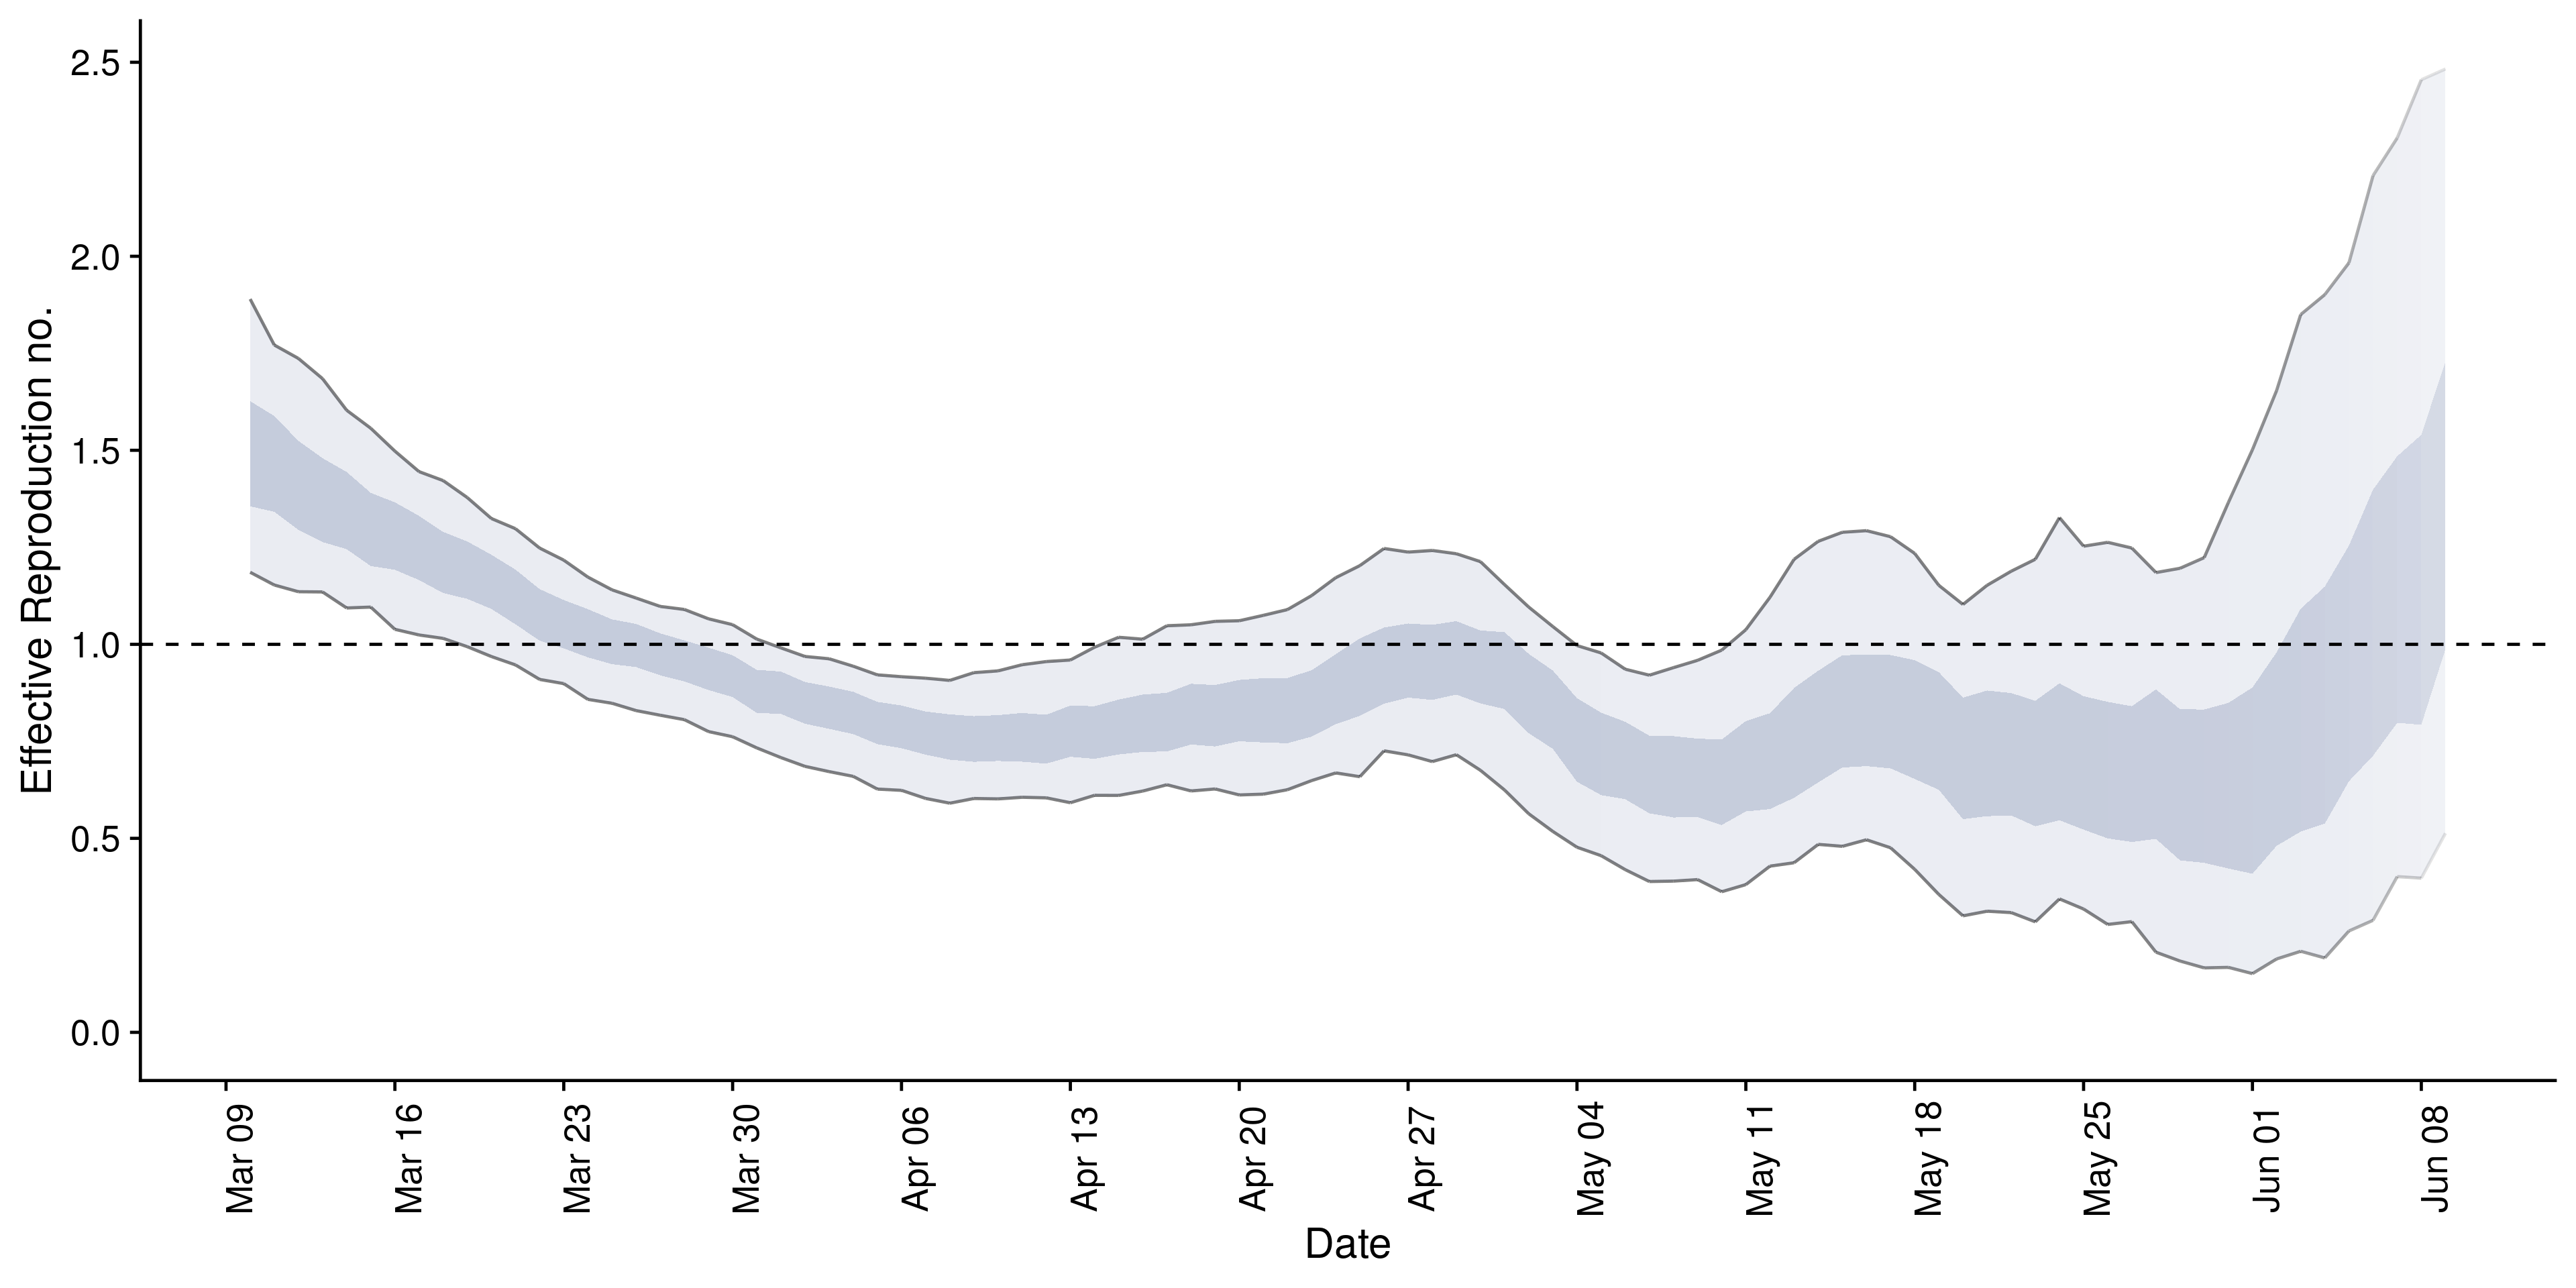 Effective Reproduction no.
2.5
2.0
1.5
1.0
0.5
0.0
Mar 09
Mar 16
Mar 23
Mar 30
Apr 06
Apr 13
Apr 20
Apr 27
May 04
May 11
May 18
May 25
Jun 01
Jun 08
Date